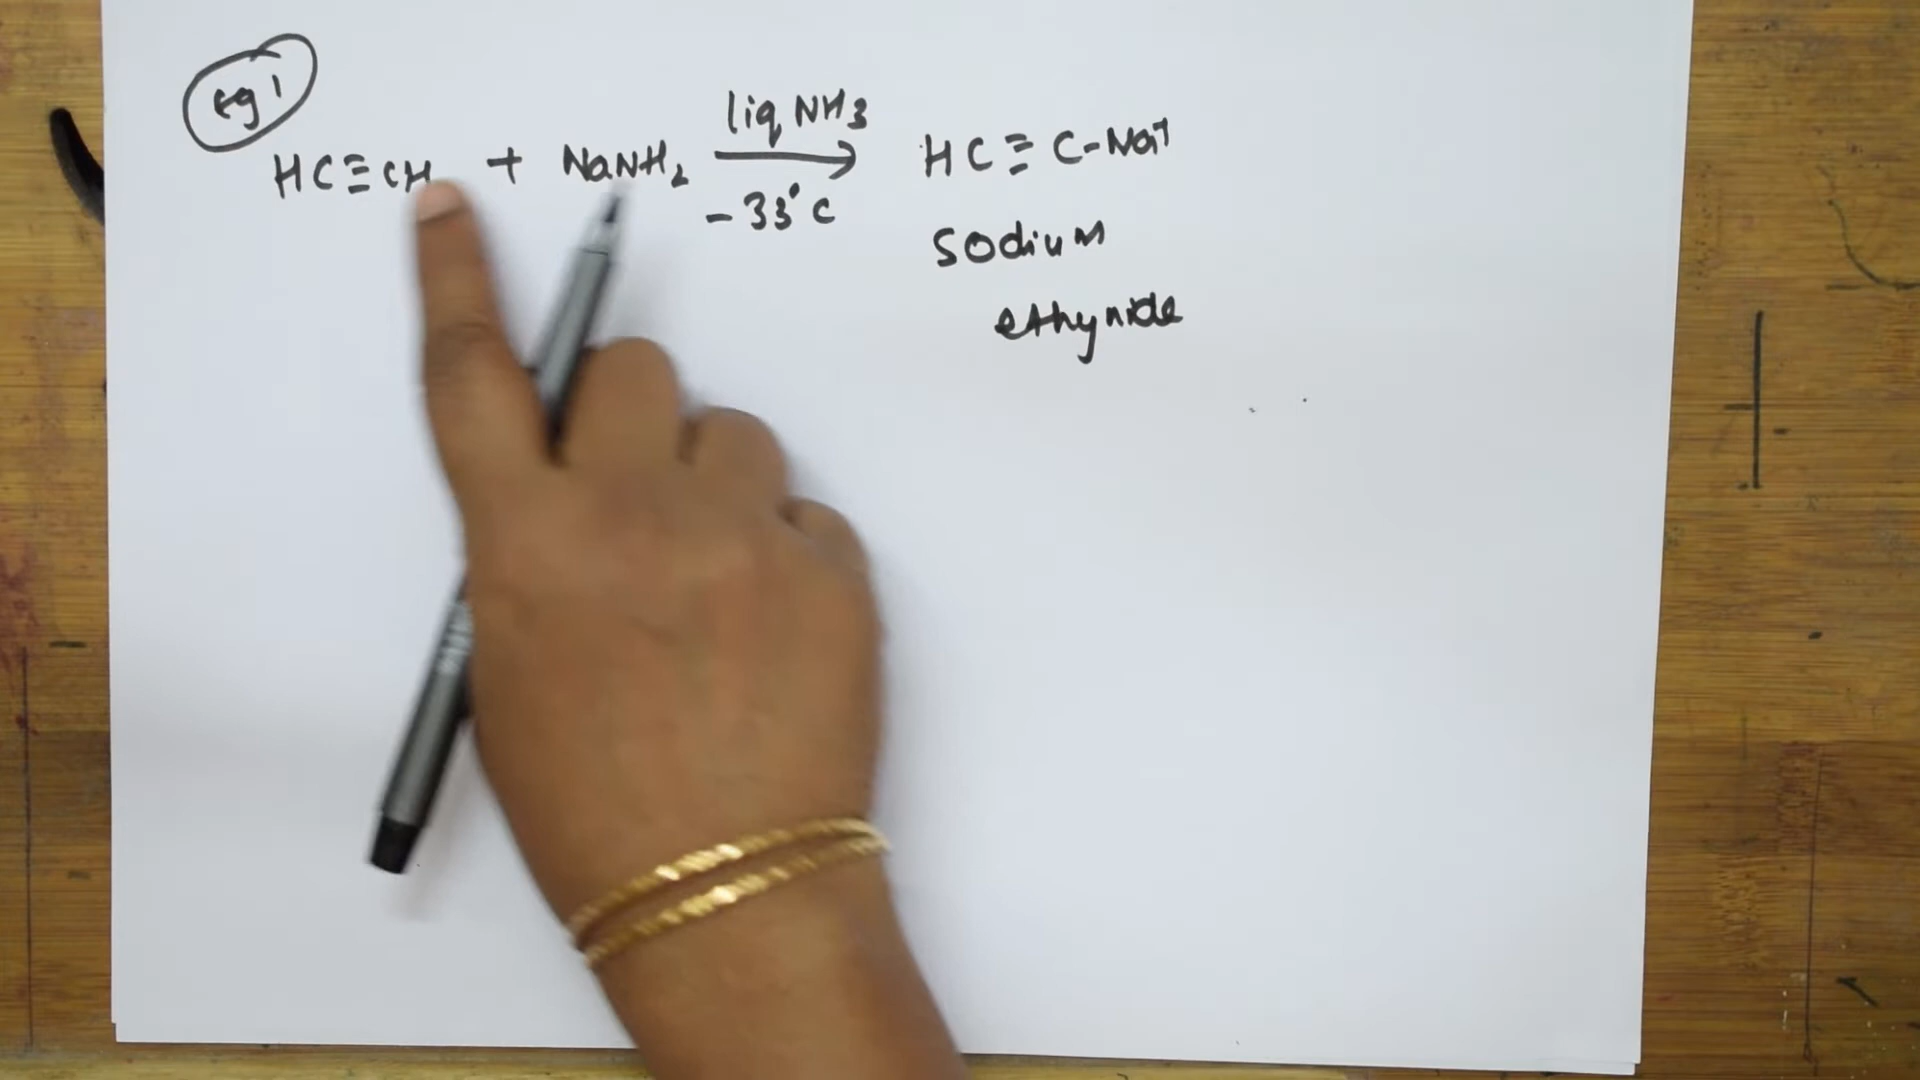 eg 1
liq NH3
HC≡CH + NaNH2 ⟶ HC≡C-Na+
-33°C
Sodium
ethynide